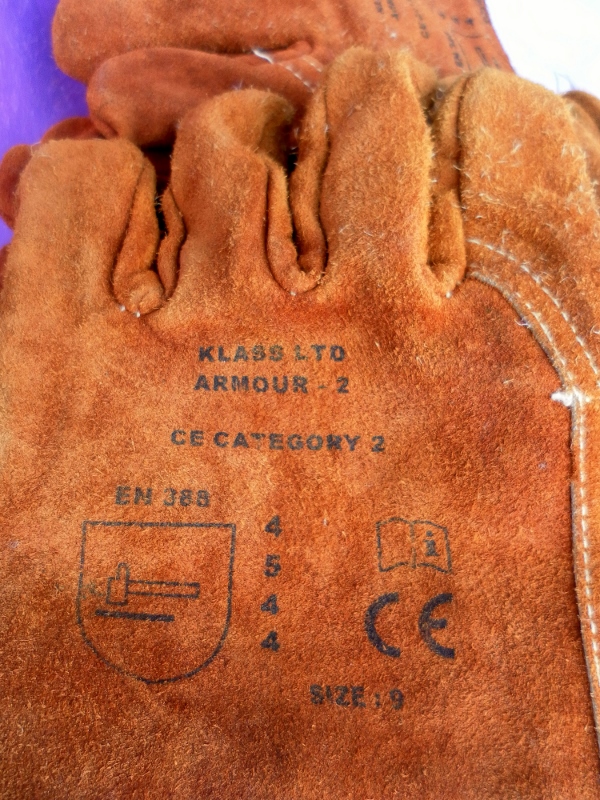 KLASS LTD
ARMOUR - 2
CE CATEGORY 2
EN 388
4
5
4
4
i
CE
SIZE : 9